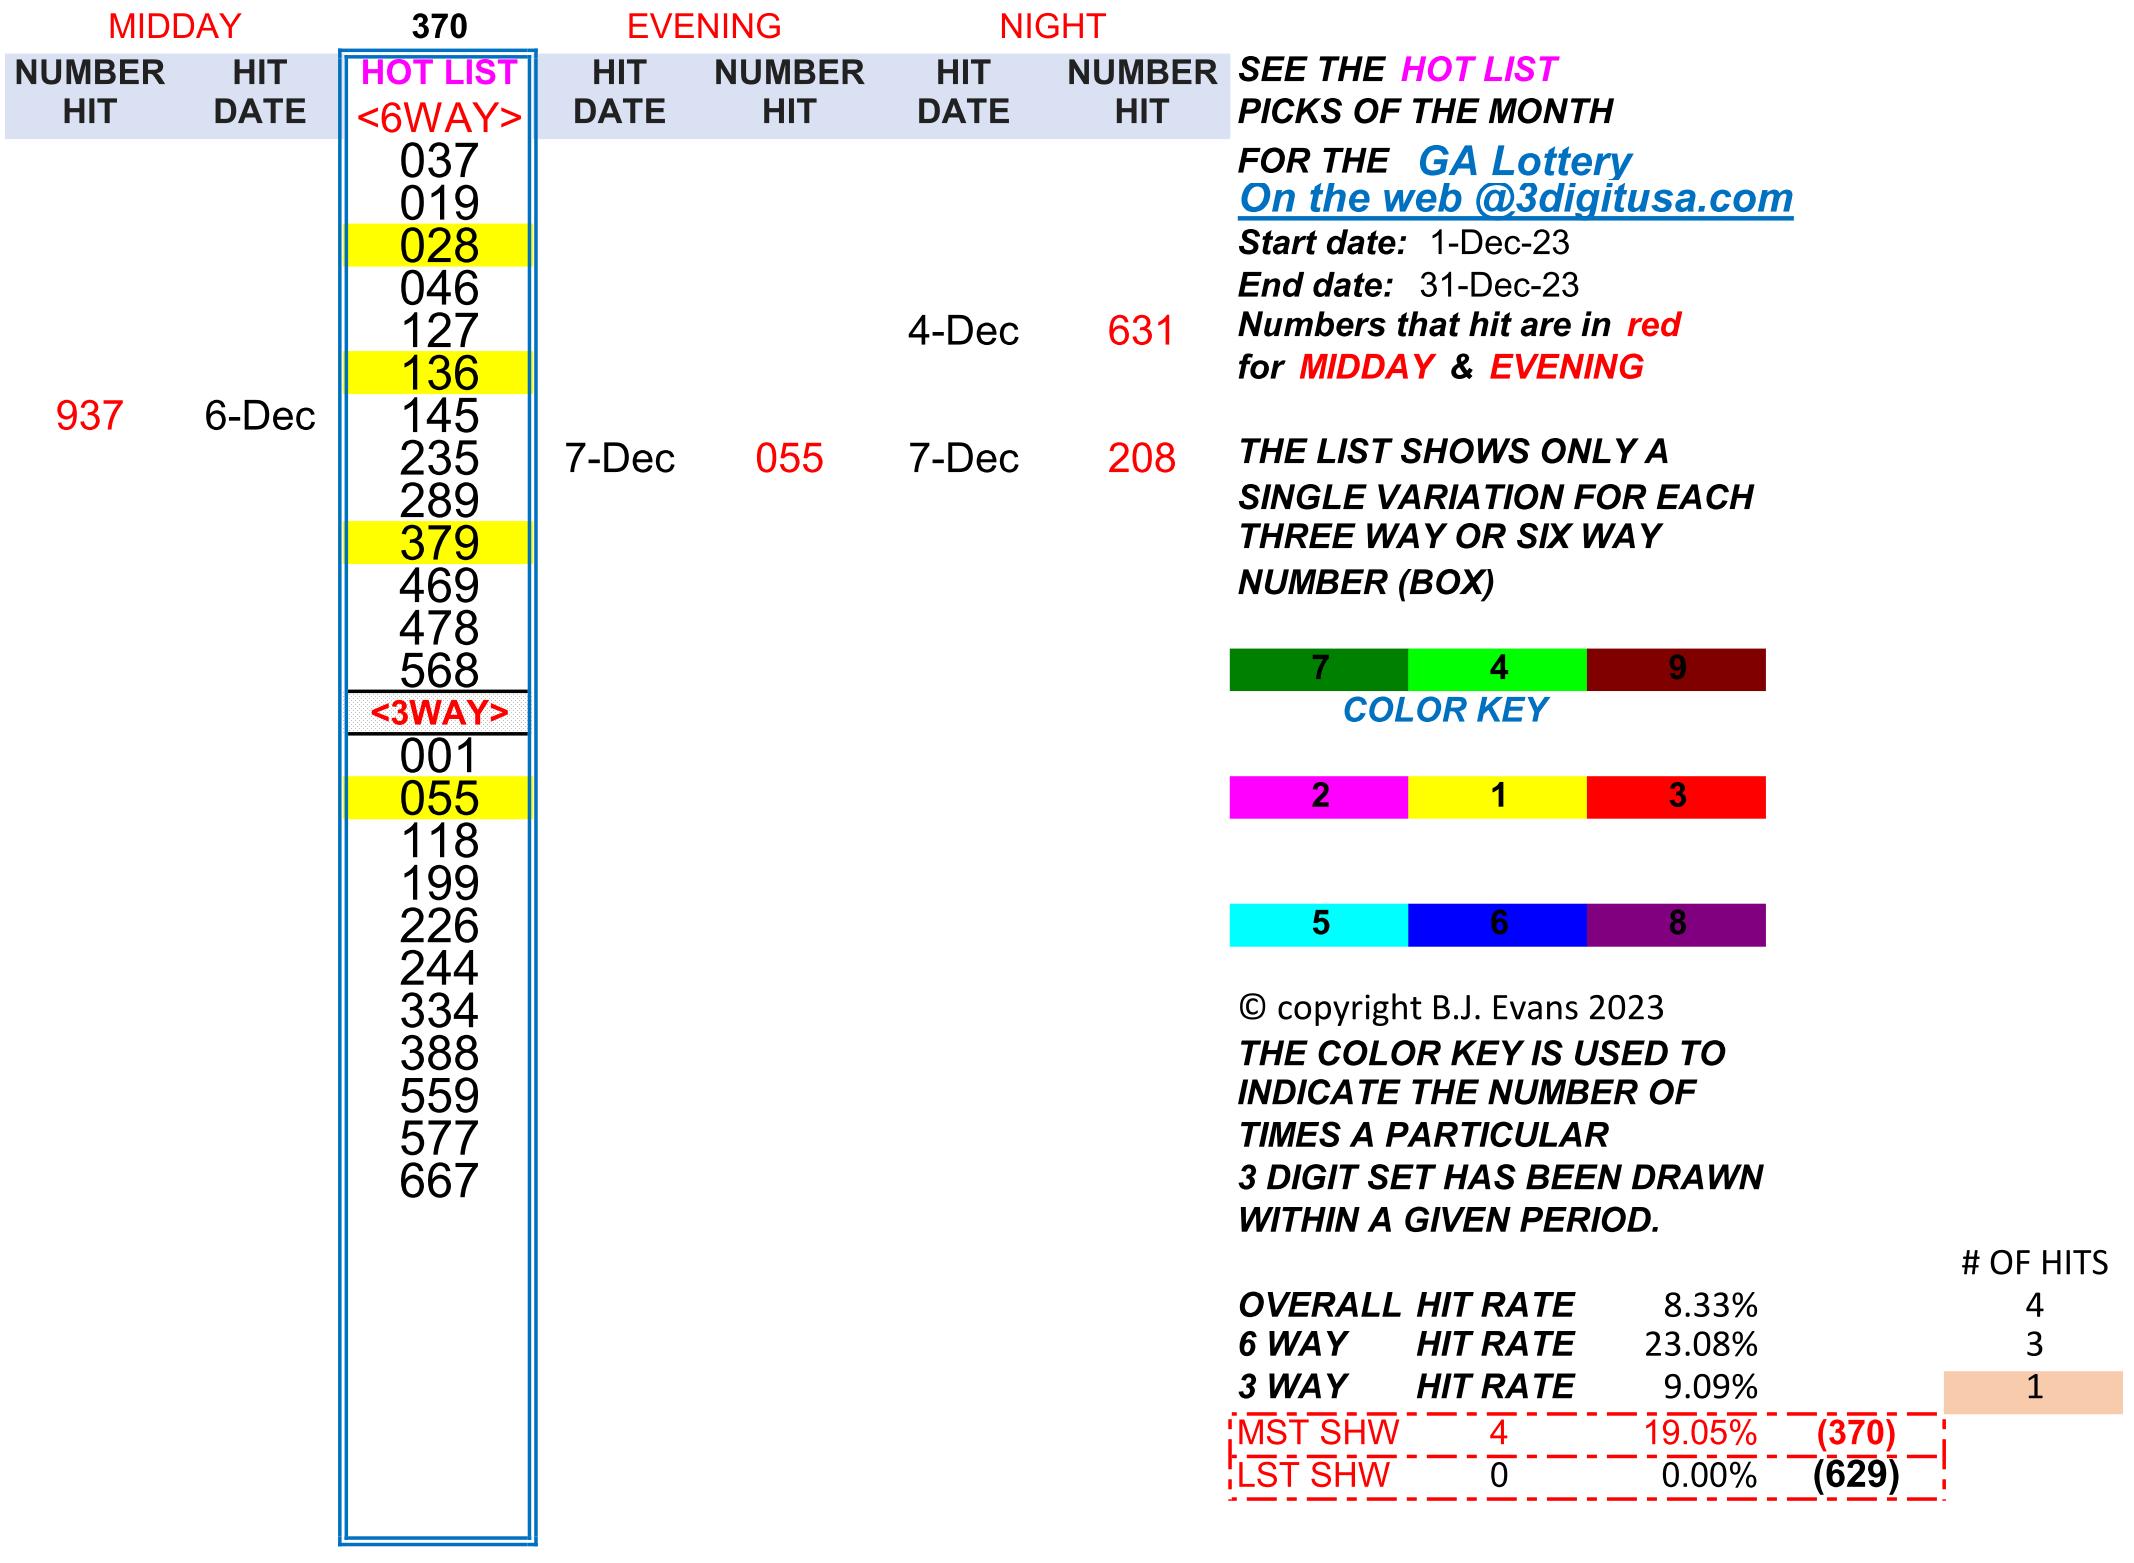 MIDDAY 370 EVENING NIGHT
NUMBER HIT HOT LIST HIT NUMBER HIT NUMBER SEE THE HOT LIST
HIT DATE <6WAY> DATE HIT DATE HIT PICKS OF THE MONTH
037 FOR THE GA Lottery
019 On the web @3digitusa.com
028 Start date: 1-Dec-23
046 End date: 31-Dec-23
127 4-Dec 631 Numbers that hit are in red
136 for MIDDAY & EVENING
937 6-Dec 145
235 7-Dec 055 7-Dec 208 THE LIST SHOWS ONLY A
289 SINGLE VARIATION FOR EACH
379 THREE WAY OR SIX WAY
469 NUMBER (BOX)
478
568 7 4 9
<3WAY> COLOR KEY
001
055 2 1 3
118
199
226 5 6 8
244
334 © copyright B.J. Evans 2023
388 THE COLOR KEY IS USED TO
559 INDICATE THE NUMBER OF
577 TIMES A PARTICULAR
667 3 DIGIT SET HAS BEEN DRAWN
WITHIN A GIVEN PERIOD.
# OF HITS
OVERALL HIT RATE 8.33% 4
6 WAY HIT RATE 23.08% 3
3 WAY HIT RATE 9.09% 1
MST SHW 4 19.05% (370)
LST SHW 0 0.00% (629)